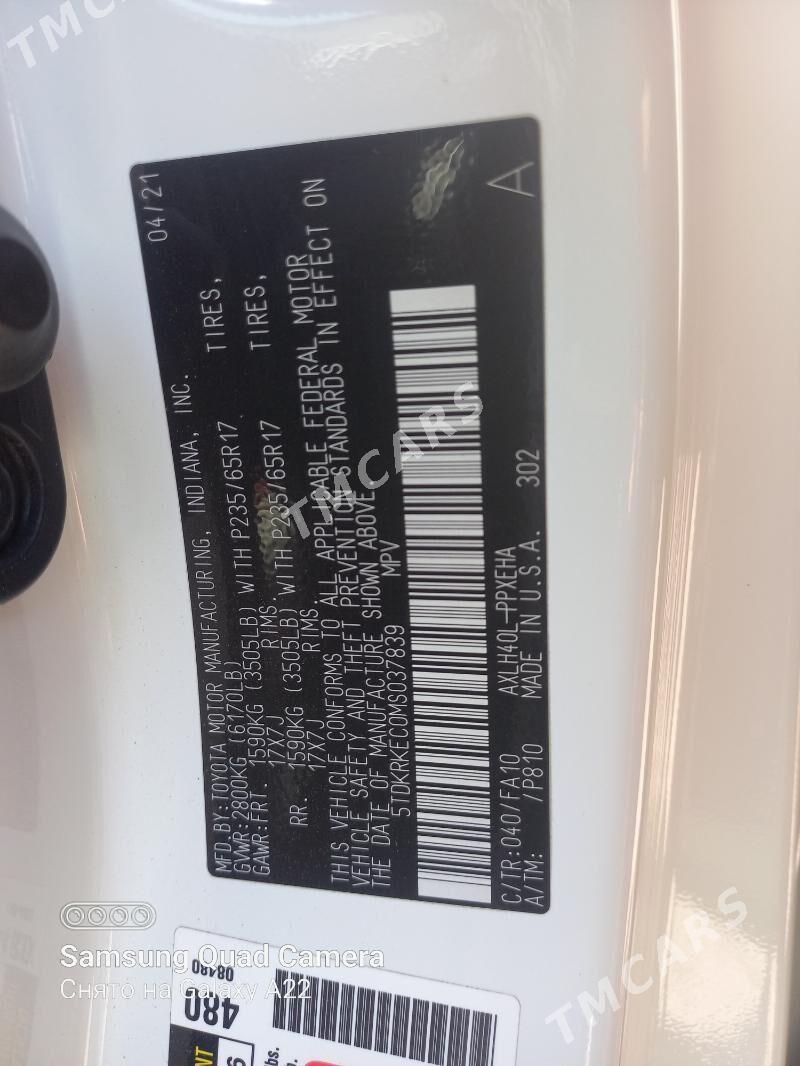 TMCARS
04/21
MFD.BY:TOYOTA MOTOR MANUFACTURING, INDIANA, INC.
GVWR:2800KG (6170LB)
GAWR:FRT. 1590KG (3505LB) WITH P235/65R17 TIRES,
17X7J RIMS
RR. 1590KG (3505LB) WITH P235/65R17 TIRES,
17X7J RIMS
THIS VEHICLE CONFORMS TO ALL APPLICABLE FEDERAL MOTOR
VEHICLE SAFETY AND THEFT PREVENTION STANDARDS IN EFFECT ON
THE DATE OF MANUFACTURE SHOWN ABOVE.
5TDKRKEC0MS037839 MPV
C/TR:040/FA10 AXLH40L-PPXEHA
A/TM: /P810 MADE IN U.S.A. 302
A
TMCARS
TMCARS
Samsung Quad Camera
Снято на Galaxy A22
08480
480